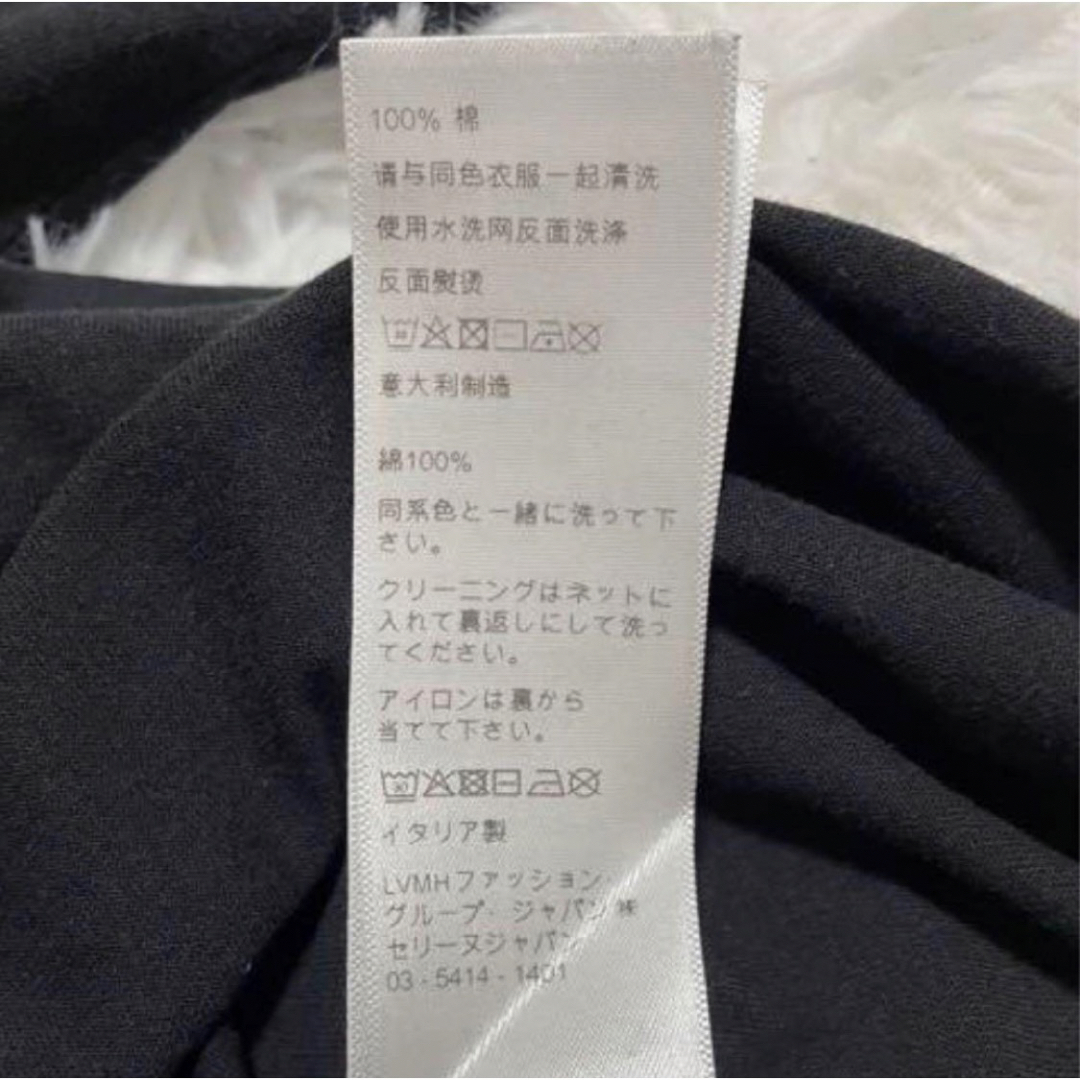 100% 棉
请与同色衣服一起清洗
使用水洗网反面洗涤
反面熨烫
意大利制造
綿100%
同系色と一緒に洗って下
さい。
クリーニングはネットに
入れて裏返しにして洗っ
てください。
アイロンは裏から
当てて下さい。
イタリア製
LVMHファッション・
グループ・ジャパン㈱
セリーヌジャパン
03 - 5414 - 1401